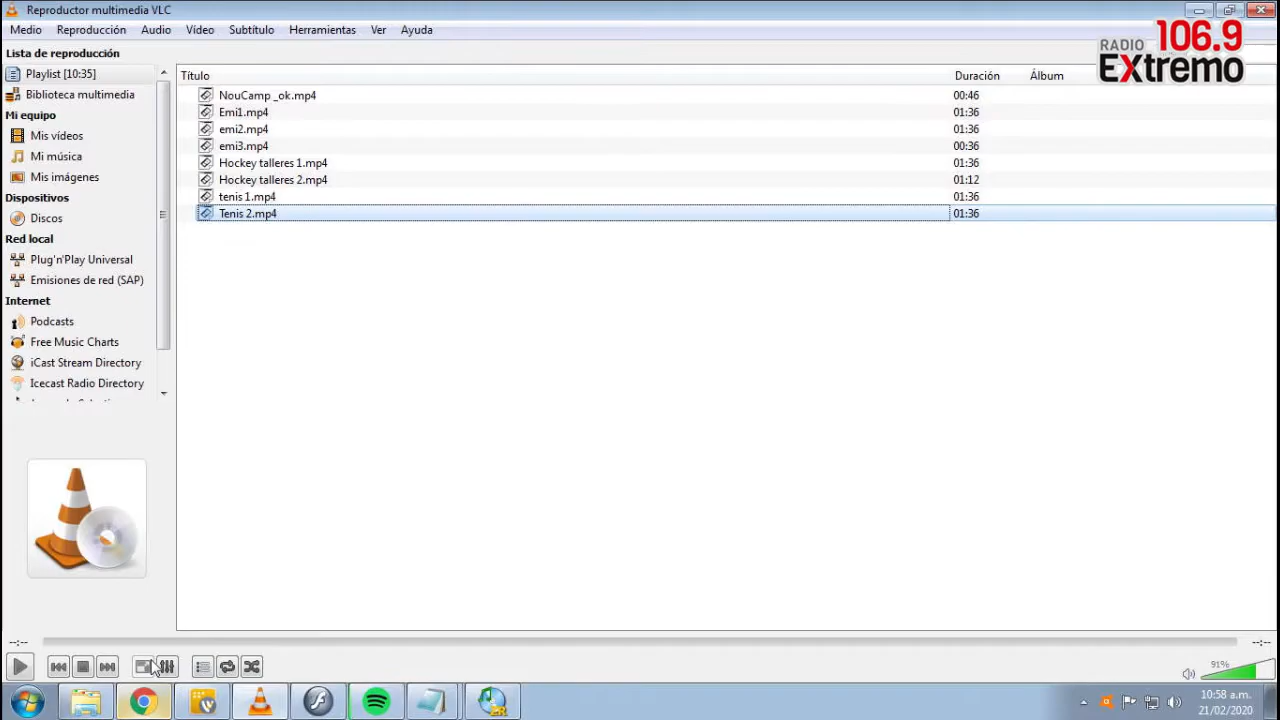 Reproductor multimedia VLC
Medio Reproducción Audio Vídeo Subtítulo Herramientas Ver Ayuda
RADIO 106.9
EXtremo
Lista de reproducción
Playlist [10:35]
Biblioteca multimedia
Mi equipo
Mis vídeos
Mi música
Mis imágenes
Dispositivos
Discos
Red local
Plug'n'Play Universal
Emisiones de red (SAP)
Internet
Podcasts
Free Music Charts
iCast Stream Directory
Icecast Radio Directory
Título Duración Álbum
NouCamp _ok.mp4 00:46
Emi1.mp4 01:36
emi2.mp4 01:36
emi3.mp4 00:36
Hockey talleres 1.mp4 01:36
Hockey talleres 2.mp4 01:12
tenis 1.mp4 01:36
Tenis 2.mp4 01:36
--:-- --:--
91%
10:58 a.m.
21/02/2020